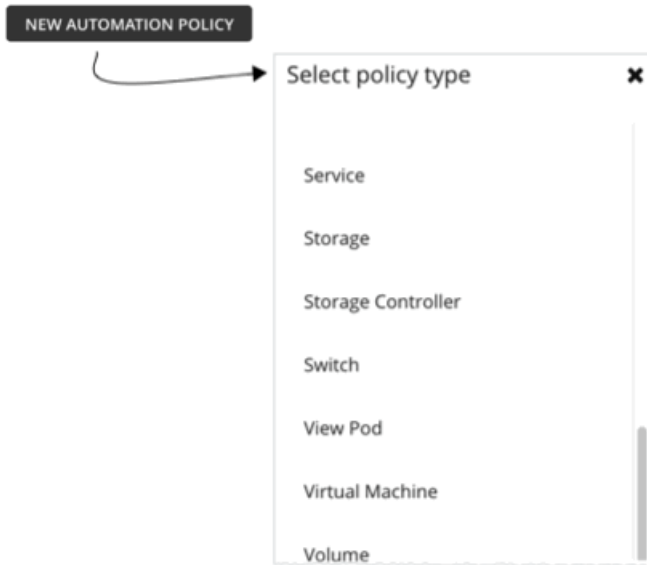 NEW AUTOMATION POLICY
Select policy type
Service
Storage
Storage Controller
Switch
View Pod
Virtual Machine
Volume